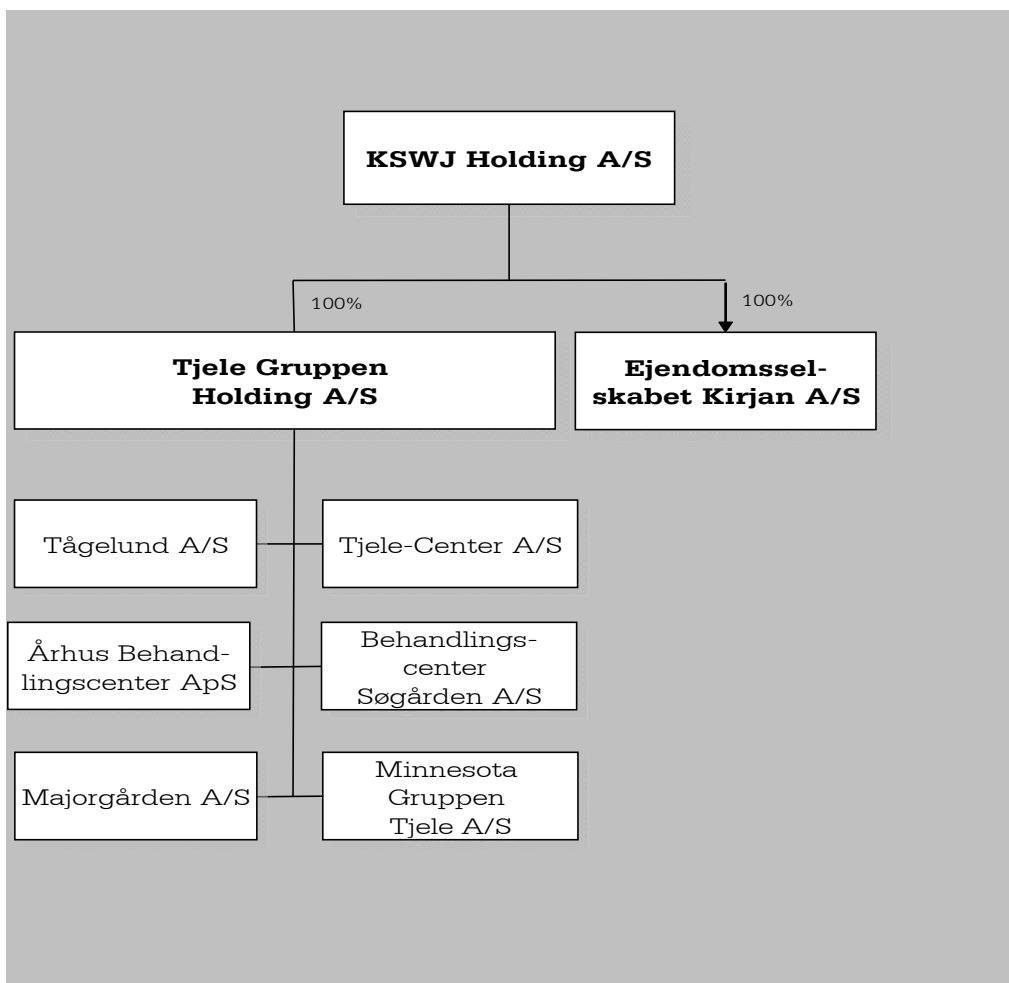 KSWJ Holding A/S
100%
100%
Tjele Gruppen
Holding A/S
Ejendomssel-
skabet Kirjan A/S
Tågelund A/S
Tjele-Center A/S
Århus Behand-
lingscenter ApS
Behandlings-
center
Søgården A/S
Majorgården A/S
Minnesota
Gruppen
Tjele A/S